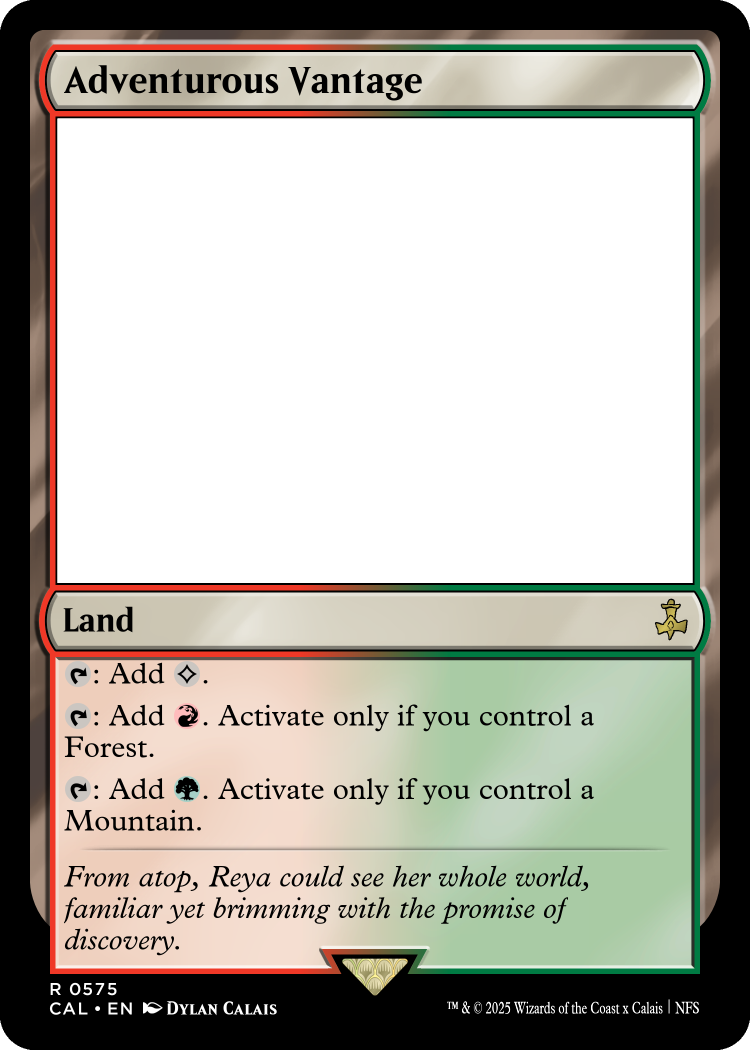 Adventurous Vantage
Land
: Add .
: Add . Activate only if you control a
Forest.
: Add . Activate only if you control a
Mountain.
From atop, Reya could see her whole world,
familiar yet brimming with the promise of
discovery.
R 0575
CAL • EN Dylan Calais
™ & © 2025 Wizards of the Coast x Calais | NFS